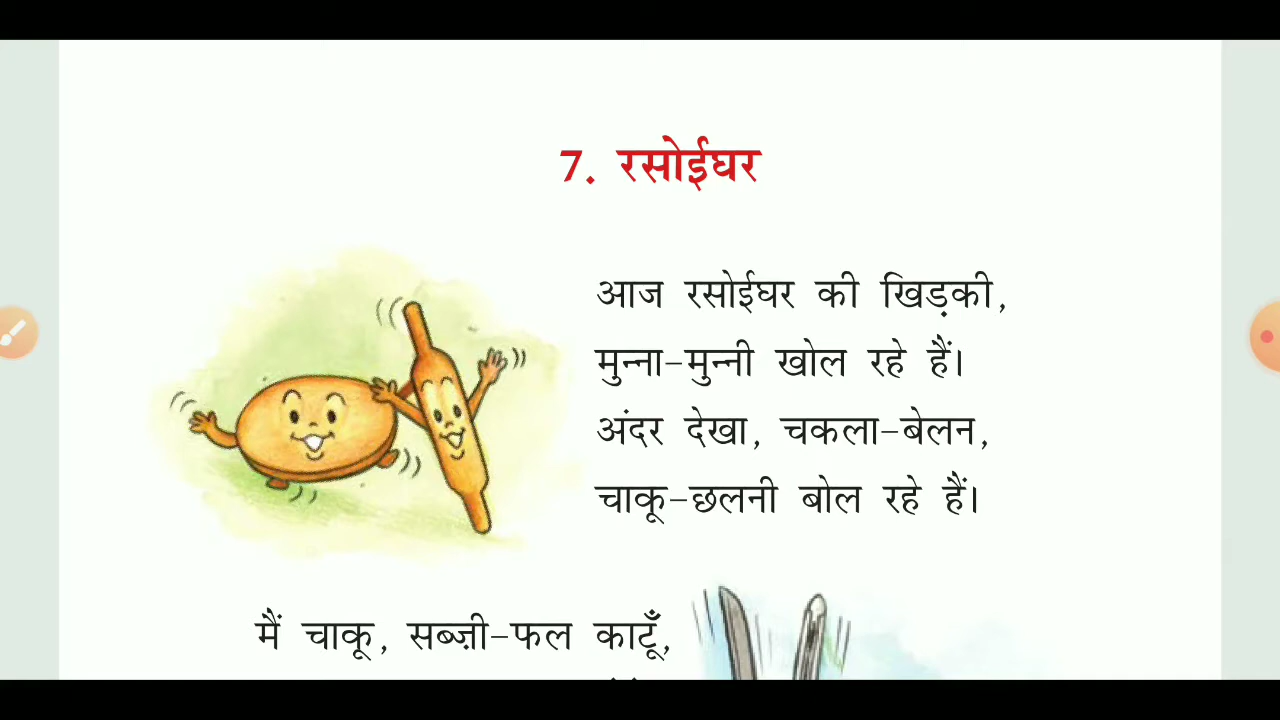 7. रसोईघर
आज रसोईघर की खिड़की,
मुन्ना-मुन्नी खोल रहे हैं।
अंदर देखा, चकला-बेलन,
चाकू-छलनी बोल रहे हैं।
मैं चाकू, सब्ज़ी-फल काटूँ,